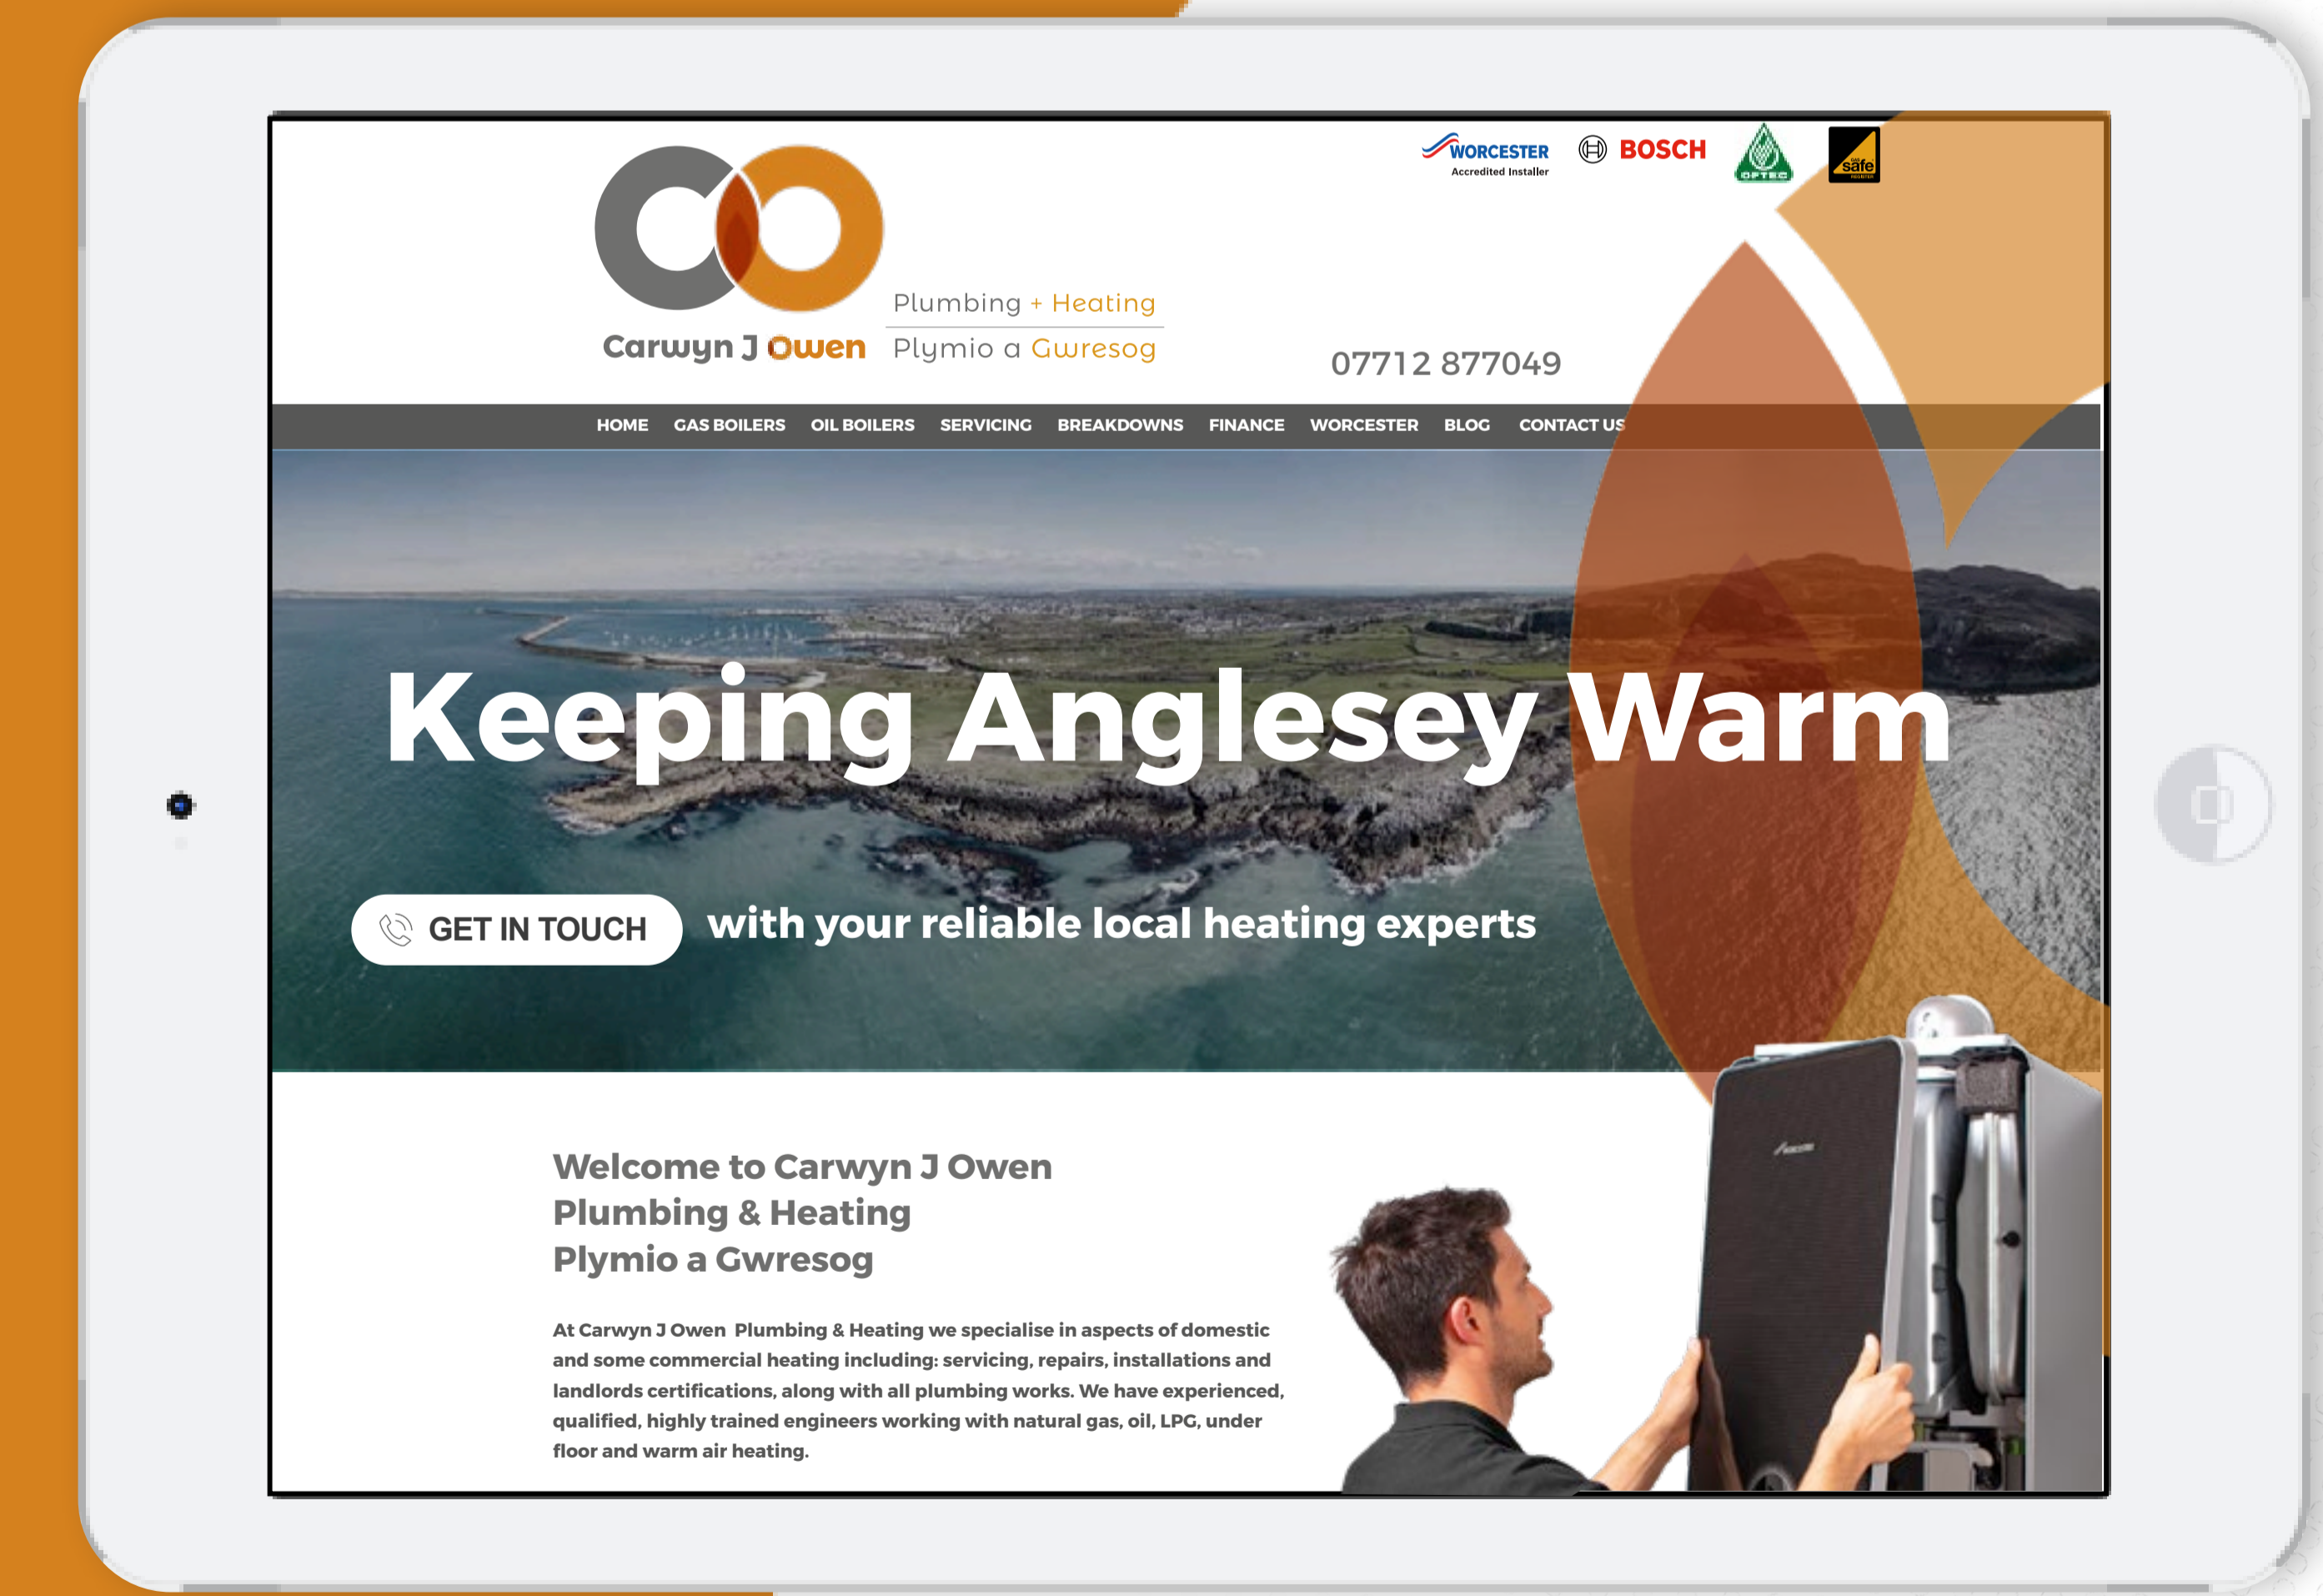 WORCESTER
Accredited Installer
BOSCH
OFTEC
GAS
safe
REGISTER
Plumbing + Heating
Carwyn J Owen
Plymio a Gwresog
07712 877049
HOME GAS BOILERS OIL BOILERS SERVICING BREAKDOWNS FINANCE WORCESTER BLOG CONTACT US
Keeping Anglesey Warm
GET IN TOUCH with your reliable local heating experts
Welcome to Carwyn J Owen
Plumbing & Heating
Plymio a Gwresog
At Carwyn J Owen Plumbing & Heating we specialise in aspects of domestic
and some commercial heating including: servicing, repairs, installations and
landlords certifications, along with all plumbing works. We have experienced,
qualified, highly trained engineers working with natural gas, oil, LPG, under
floor and warm air heating.
WORCESTER